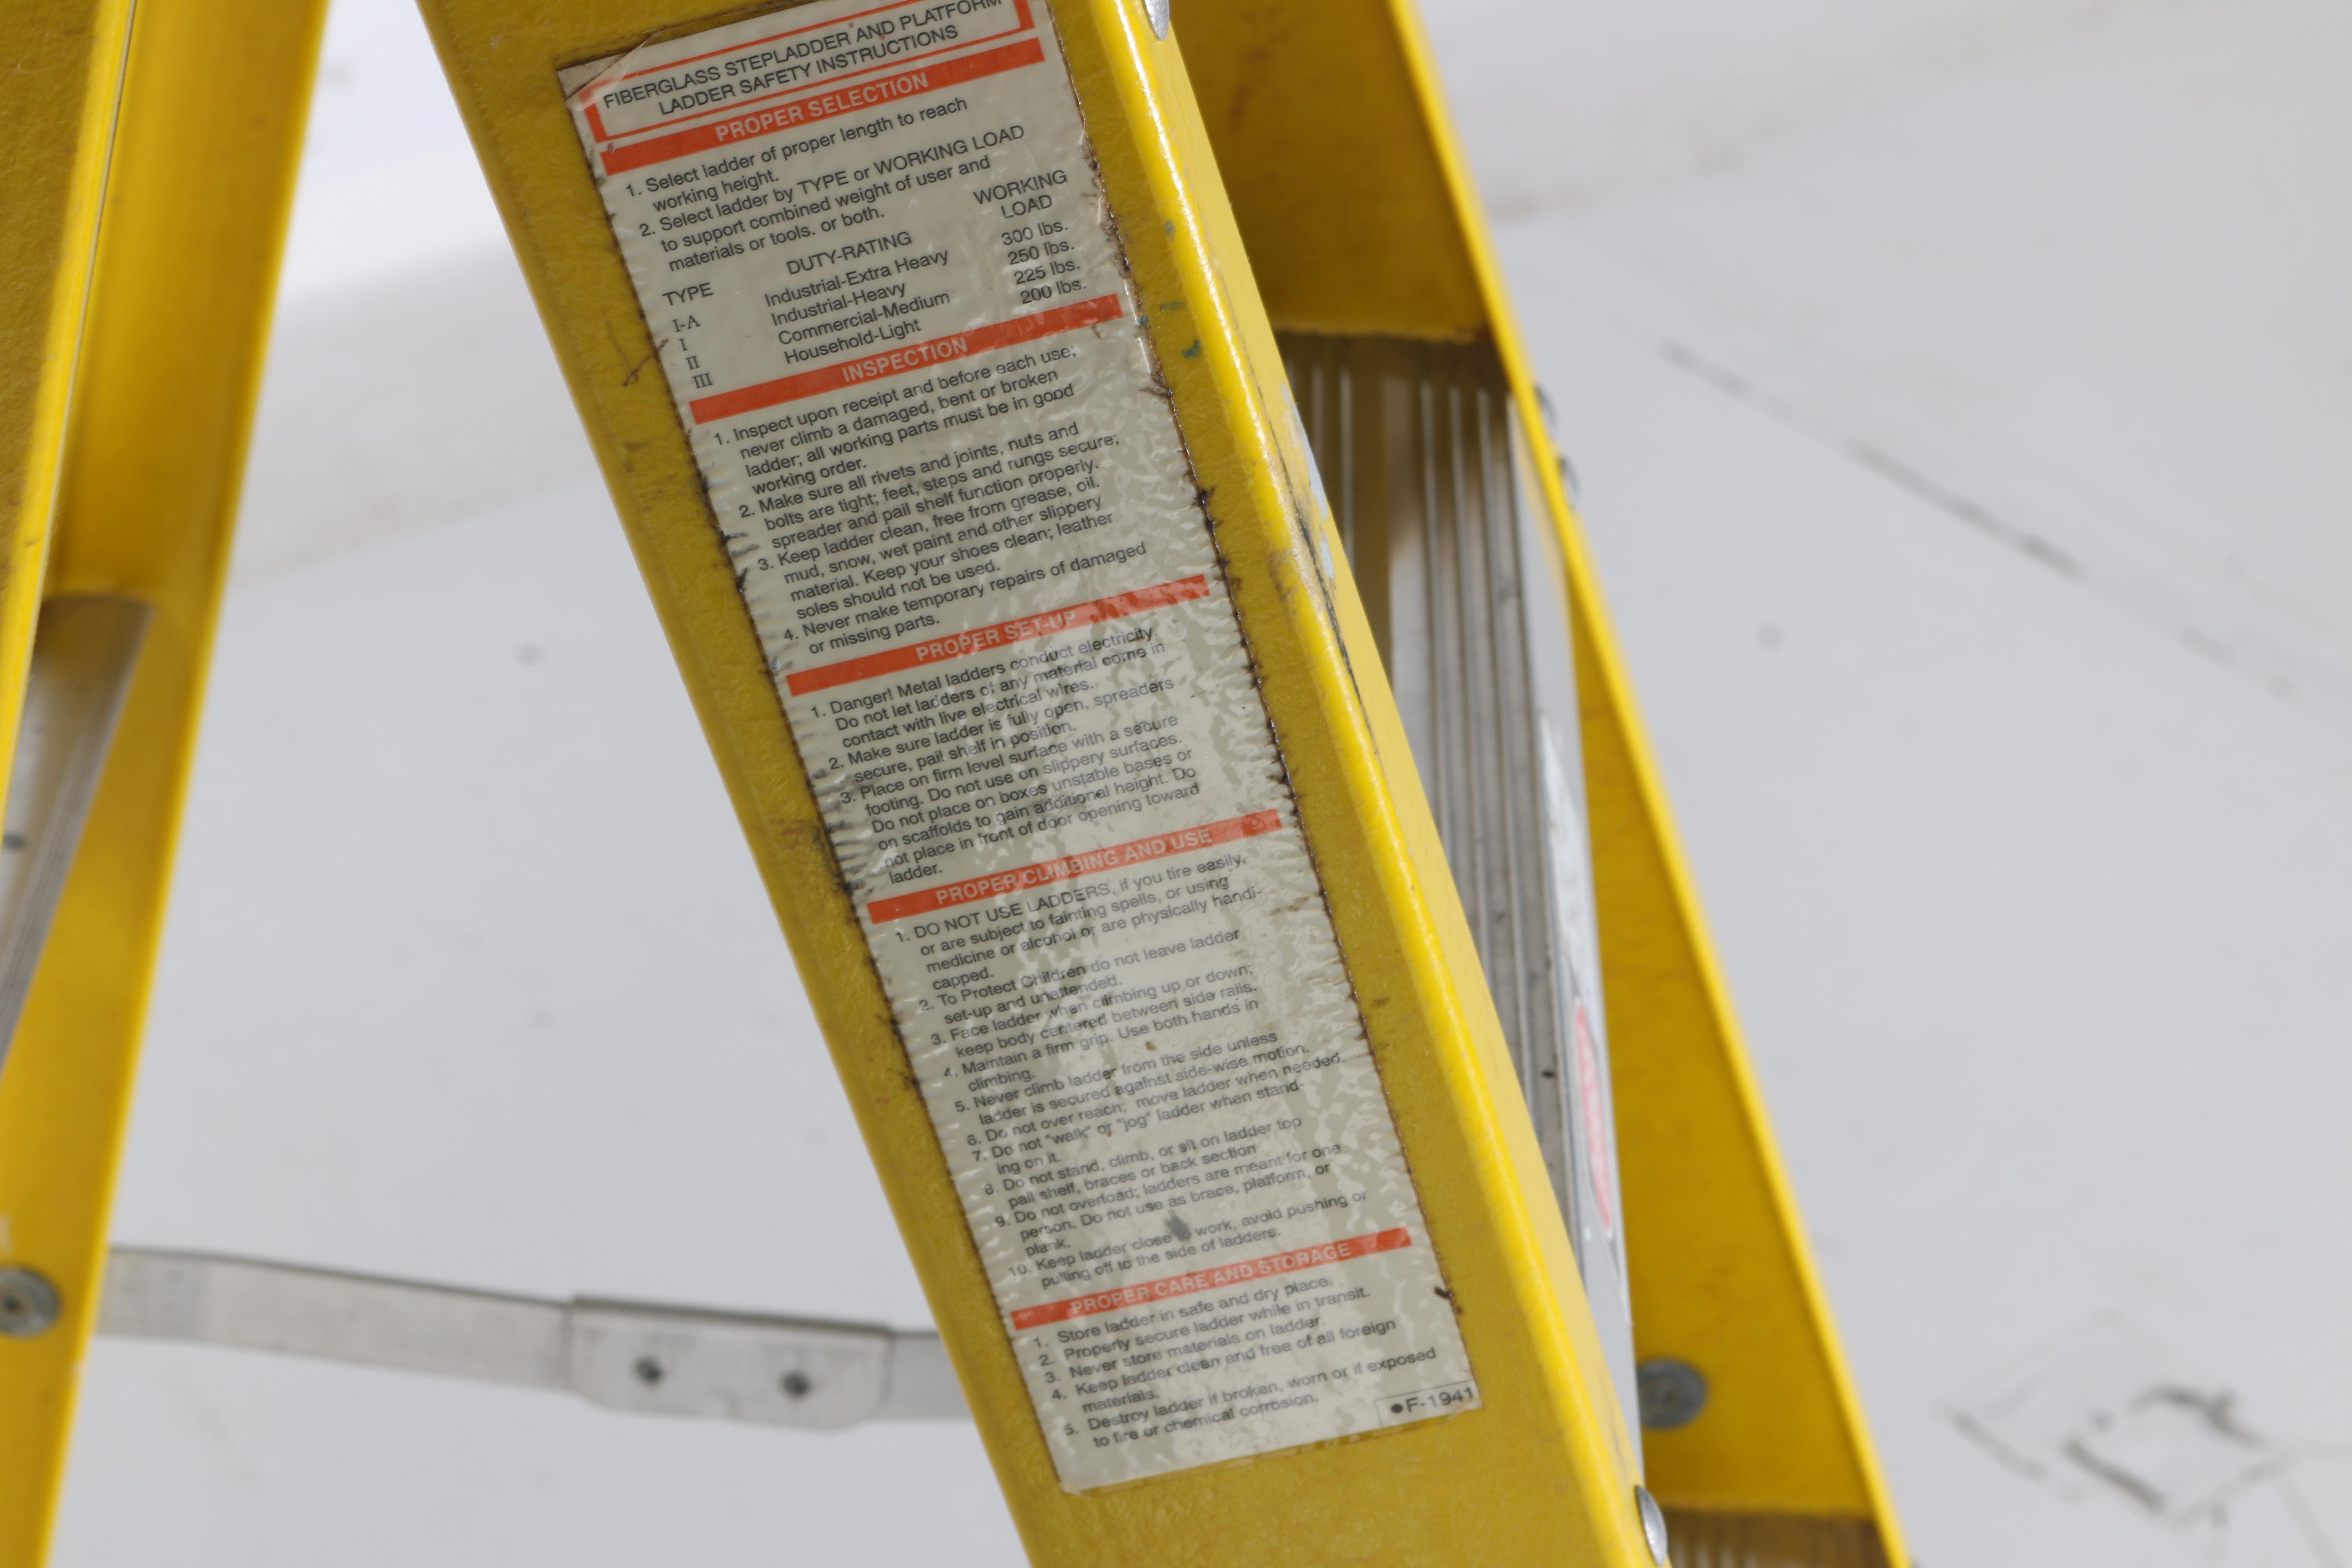 FIBERGLASS STEPLADDER AND PLATFORM
LADDER SAFETY INSTRUCTIONS
PROPER SELECTION
1. Select ladder of proper length to reach
working height.
2. Select ladder by TYPE or WORKING LOAD
to support combined weight of user and
materials or tools. or both.
TYPE DUTY-RATING WORKING LOAD
I-A Industrial-Extra Heavy 300 lbs.
I Industrial-Heavy 250 lbs.
II Commercial-Medium 225 lbs.
III Household-Light 200 lbs.
INSPECTION
1. Inspect upon receipt and before each use;
never climb a damaged, bent or broken
ladder; all working parts must be in good
working order.
2. Make sure all rivets and joints, nuts and
bolts are tight; feet, steps and rungs secure;
spreader and pail shelf function properly.
3. Keep ladder clean, free from grease, oil.
mud, snow, wet paint and other slippery
material. Keep your shoes clean; leather
soles should not be used.
4. Never make temporary repairs of damaged
or missing parts.
PROPER SET-UP
1. Danger! Metal ladders conduct electricity.
Do not let ladders of any material come in
contact with live electrical wires.
2. Make sure ladder is fully open, spreaders
secure, pail shelf in position.
3. Place on firm level surface with a secure
footing. Do not use on slippery surfaces.
Do not place on boxes unstable bases or
on scaffolds to gain additional height. Do
not place in front of door opening toward
ladder.
PROPER CLIMBING AND USE
1. DO NOT USE LADDERS, if you tire easily,
or are subject to fainting spells, or using
medicine or alcohol or are physically handi-
capped.
2. To Protect Children do not leave ladder
set-up and unattended.
3. Face ladder when climbing up or down;
keep body centered between side rails.
4. Maintain a firm grip. Use both hands in
climbing.
5. Never climb ladder from the side unless
ladder is secured against side-wise motion.
6. Do not over reach; move ladder when needed.
7. Do not "walk" or "jog" ladder when stand-
ing on it.
8. Do not stand, climb, or sit on ladder top
pail shelf, braces or back section
9. Do not overload; ladders are meant for one
person. Do not use as brace, platform, or
plank.
10. Keep ladder close work, avoid pushing or
pulling off to the side of ladders.
PROPER CARE AND STORAGE
1. Store ladder in safe and dry place,
2. Properly secure ladder while in transit.
3. Never store materials on ladder.
4. Keep ladder clean and free of all foreign
materials.
5. Destroy ladder if broken, worn or if exposed
to fire or chemical corrosion.
●F-1941